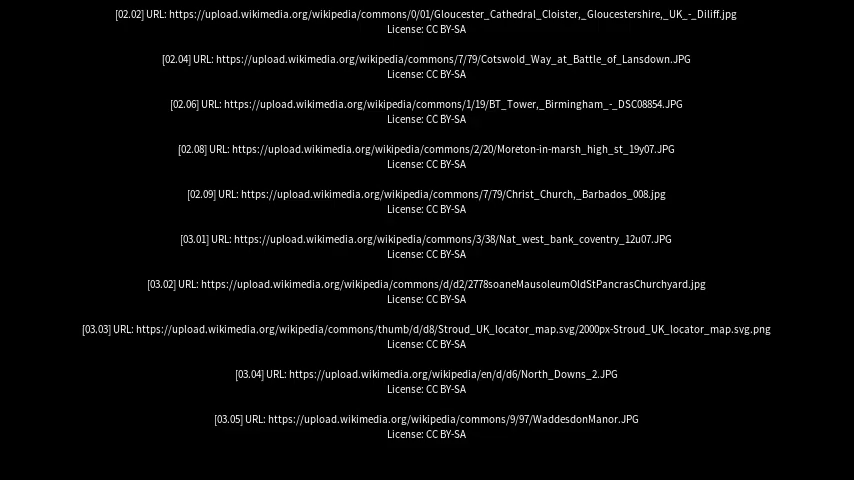 [02.02] URL: https://upload.wikimedia.org/wikipedia/commons/0/01/Gloucester_Cathedral_Cloister,_Gloucestershire,_UK_-_Diliff.jpg
License: CC BY-SA
[02.04] URL: https://upload.wikimedia.org/wikipedia/commons/7/79/Cotswold_Way_at_Battle_of_Lansdown.JPG
License: CC BY-SA
[02.06] URL: https://upload.wikimedia.org/wikipedia/commons/1/19/BT_Tower,_Birmingham_-_DSC08854.JPG
License: CC BY-SA
[02.08] URL: https://upload.wikimedia.org/wikipedia/commons/2/20/Moreton-in-marsh_high_st_19y07.JPG
License: CC BY-SA
[02.09] URL: https://upload.wikimedia.org/wikipedia/commons/7/79/Christ_Church,_Barbados_008.jpg
License: CC BY-SA
[03.01] URL: https://upload.wikimedia.org/wikipedia/commons/3/38/Nat_west_bank_coventry_12u07.JPG
License: CC BY-SA
[03.02] URL: https://upload.wikimedia.org/wikipedia/commons/d/d2/2778soaneMausoleumOldStPancrasChurchyard.jpg
License: CC BY-SA
[03.03] URL: https://upload.wikimedia.org/wikipedia/commons/thumb/d/d8/Stroud_UK_locator_map.svg/2000px-Stroud_UK_locator_map.svg.png
License: CC BY-SA
[03.04] URL: https://upload.wikimedia.org/wikipedia/en/d/d6/North_Downs_2.JPG
License: CC BY-SA
[03.05] URL: https://upload.wikimedia.org/wikipedia/commons/9/97/WaddesdonManor.JPG
License: CC BY-SA